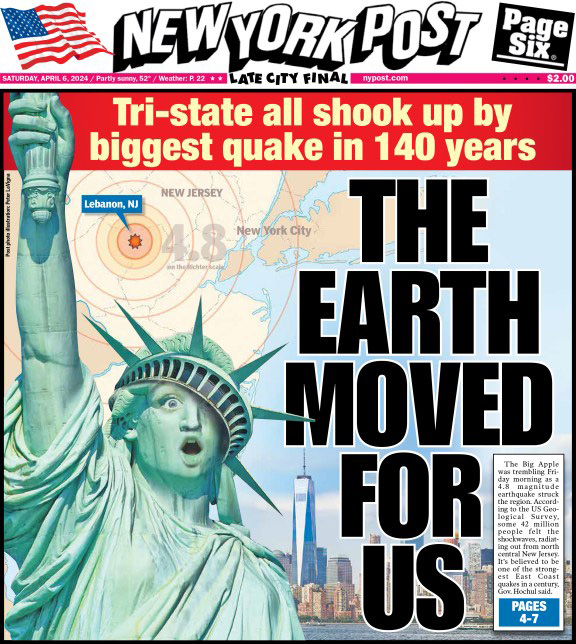 NEW YORK POST
Page
Six®
SATURDAY, APRIL 6, 2024 / Partly sunny, 52° / Weather: P. 22 ★★
LATE CITY FINAL
nypost.com
$2.00
Tri-state all shook up by
biggest quake in 140 years
Post photo illustration: Peter LaVigna
NEW JERSEY
Lebanon, NJ
4.8
on the Richter scale
New York City
THE
EARTH
MOVED
FOR
US
The Big Apple
was trembling Fri-
day morning as a
4.8 magnitude
earthquake struck
the region. Accord-
ing to the US Geo-
logical Survey,
some 42 million
people felt the
shockwaves, radiat-
ing out from north
central New Jersey.
It's believed to be
one of the strong-
est East Coast
quakes in a century,
Gov. Hochul said.
PAGES
4-7